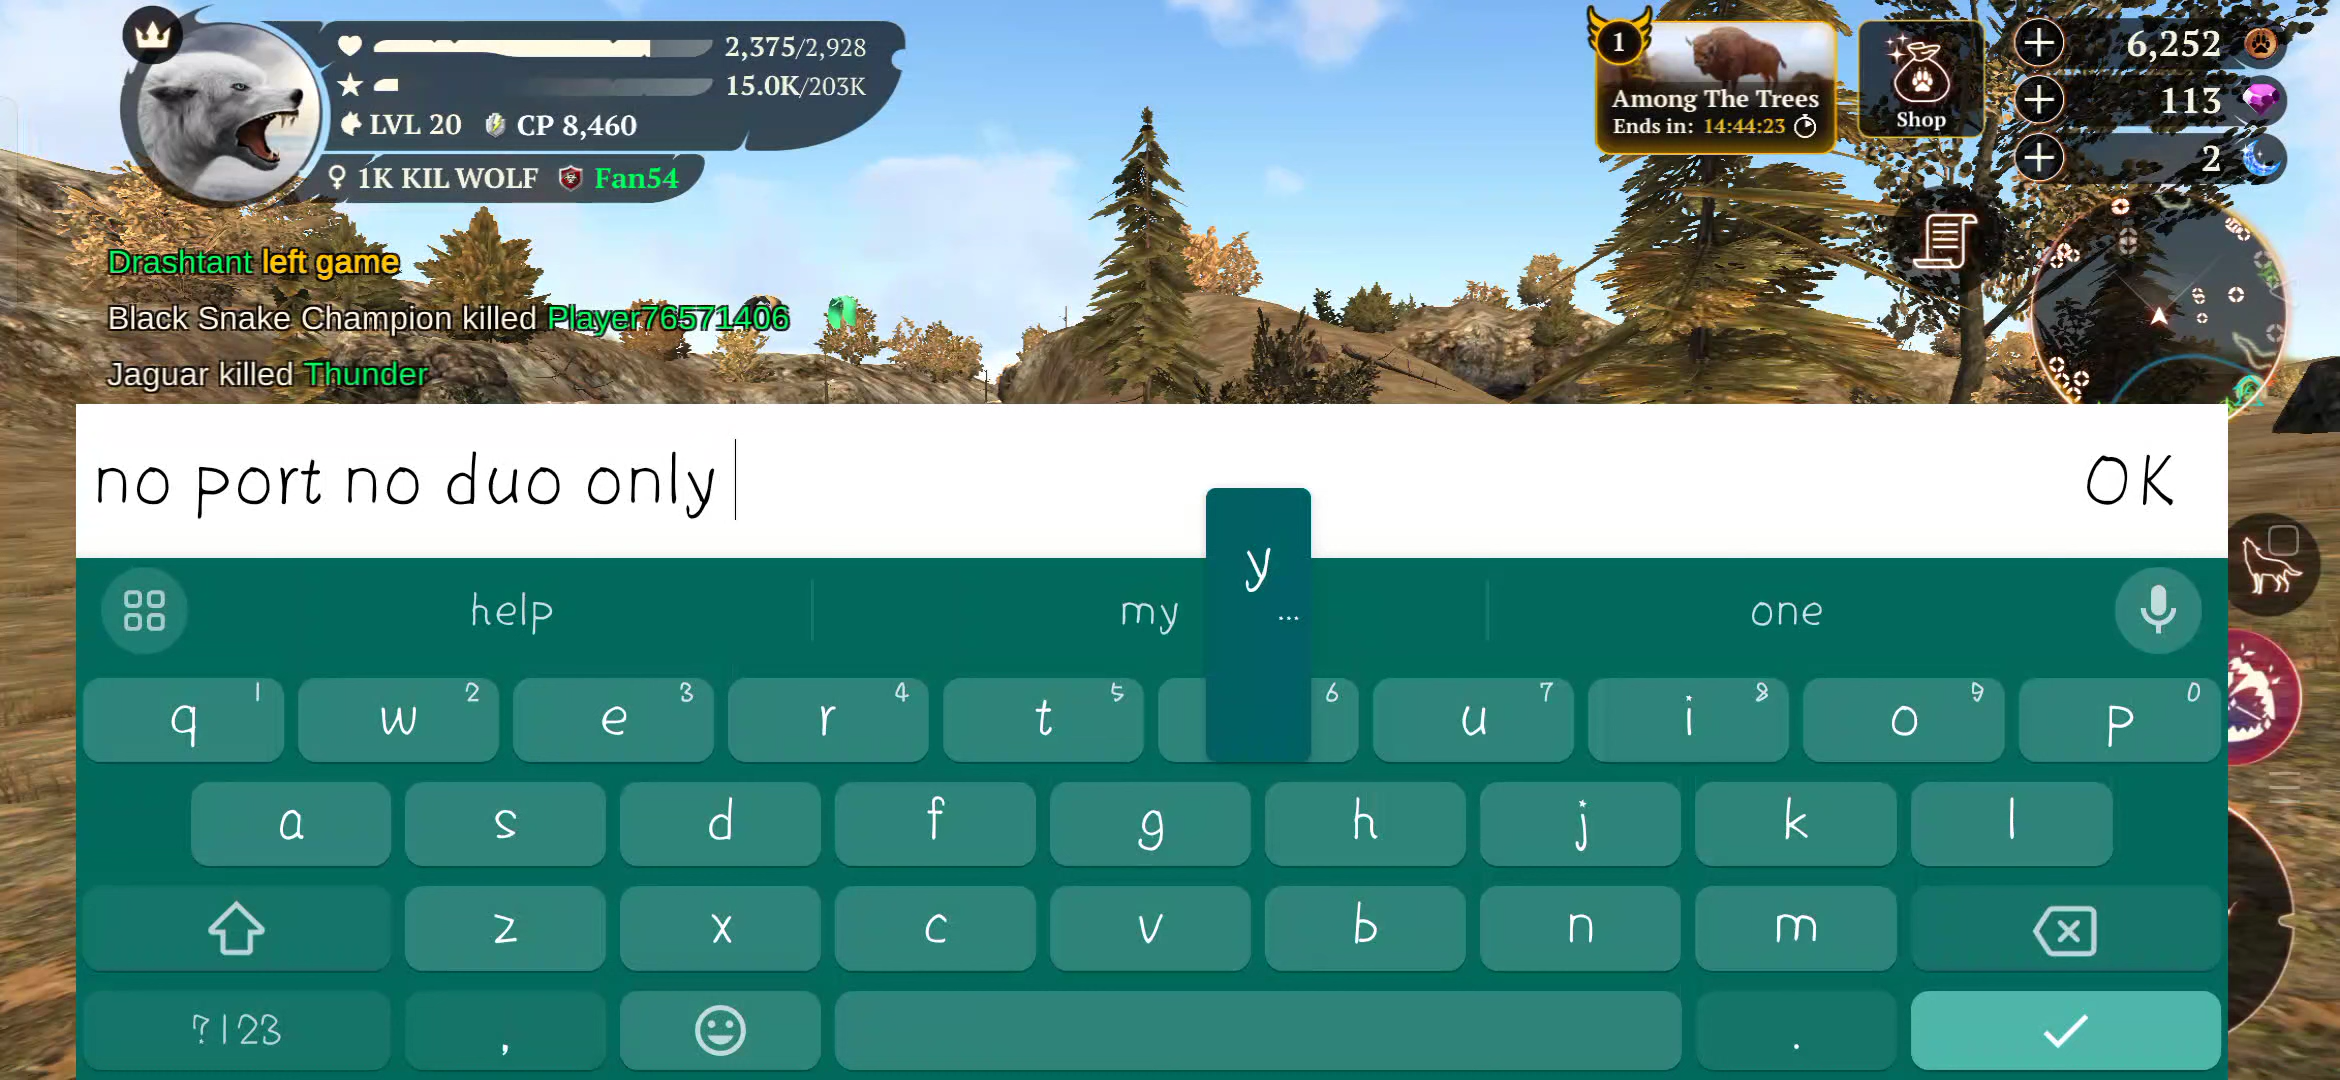 2,375/2,928
15.0K/203K
LVL 20 CP 8,460
1K KIL WOLF Fan54
1
Among The Trees
Ends in: 14:44:23
Shop
6,252
113
2
Drashtant left game
Black Snake Champion killed Player76571406
Jaguar killed Thunder
no port no duo only
OK
help my one
y
...
1 2 3 4 5 6 7 8 9 0
q w e r t u i o p
a s d f g h j k l
z x c v b n m
?123 , .